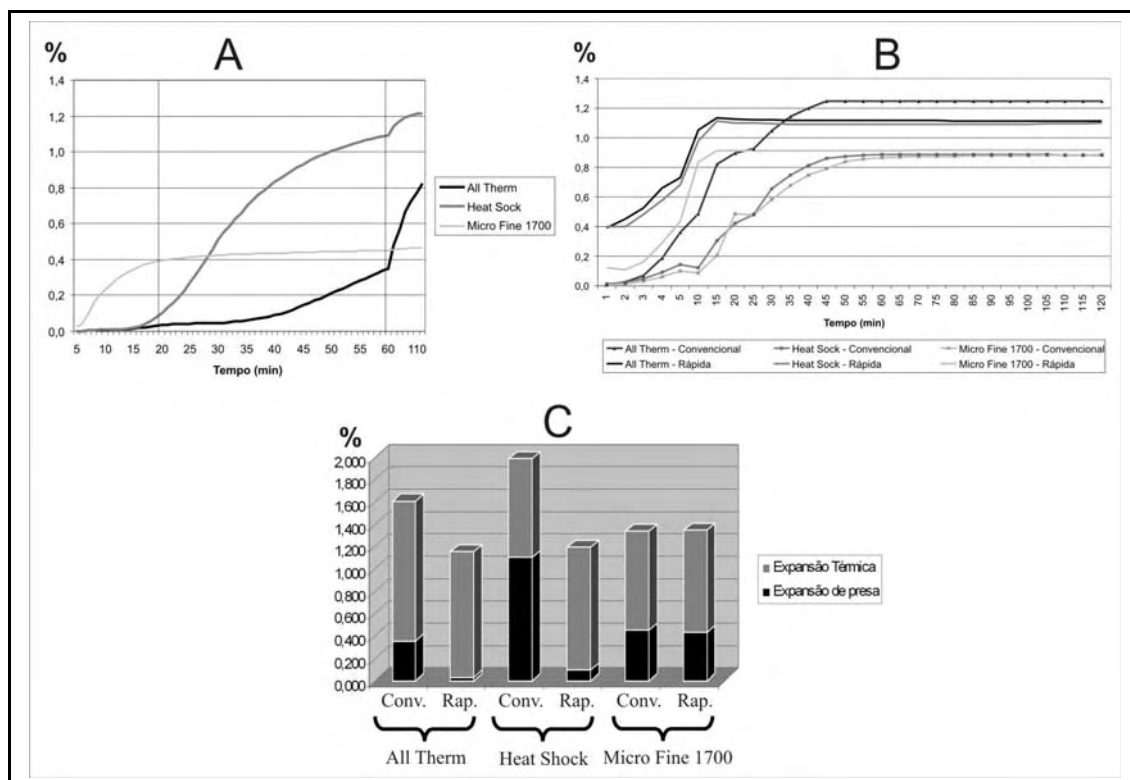 A
%
1,4
1,2
1,0
0,8
0,6
0,4
0,2
0,0
5 10 15 20 25 30 35 40 45 50 55 60 110
Tempo (min)
All Therm
Heat Sock
Micro Fine 1700
B
%
1,4
1,2
1,0
0,8
0,6
0,4
0,2
0,0
1 2 3 4 5 10 15 20 25 30 35 40 45 50 55 60 65 70 75 80 85 90 95 100 105 110 115 120
Tempo (min)
All Therm - Convencional Heat Sock - Convencional Micro Fine 1700 - Convencional
All Therm - Rápida Heat Sock - Rápida Micro Fine 1700 - Rápida
C
%
2,000
1,800
1,600
1,400
1,200
1,000
0,800
0,600
0,400
0,200
0,000
Conv. Rap. Conv. Rap. Conv. Rap.
All Therm Heat Shock Micro Fine 1700
Expansão Térmica
Expansão de presa